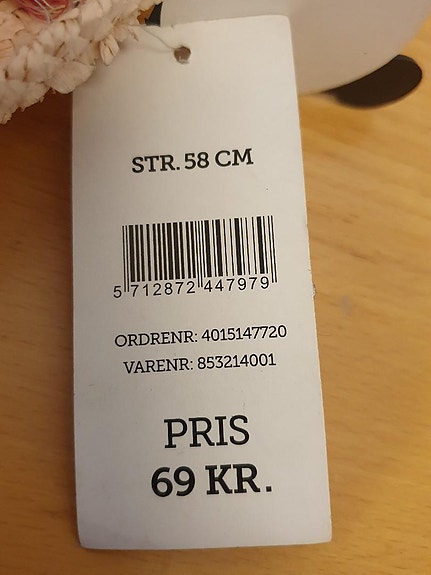 STR. 58 CM
5 712872 447979
ORDRENR: 4015147720
VARENR: 853214001
PRIS
69 KR.